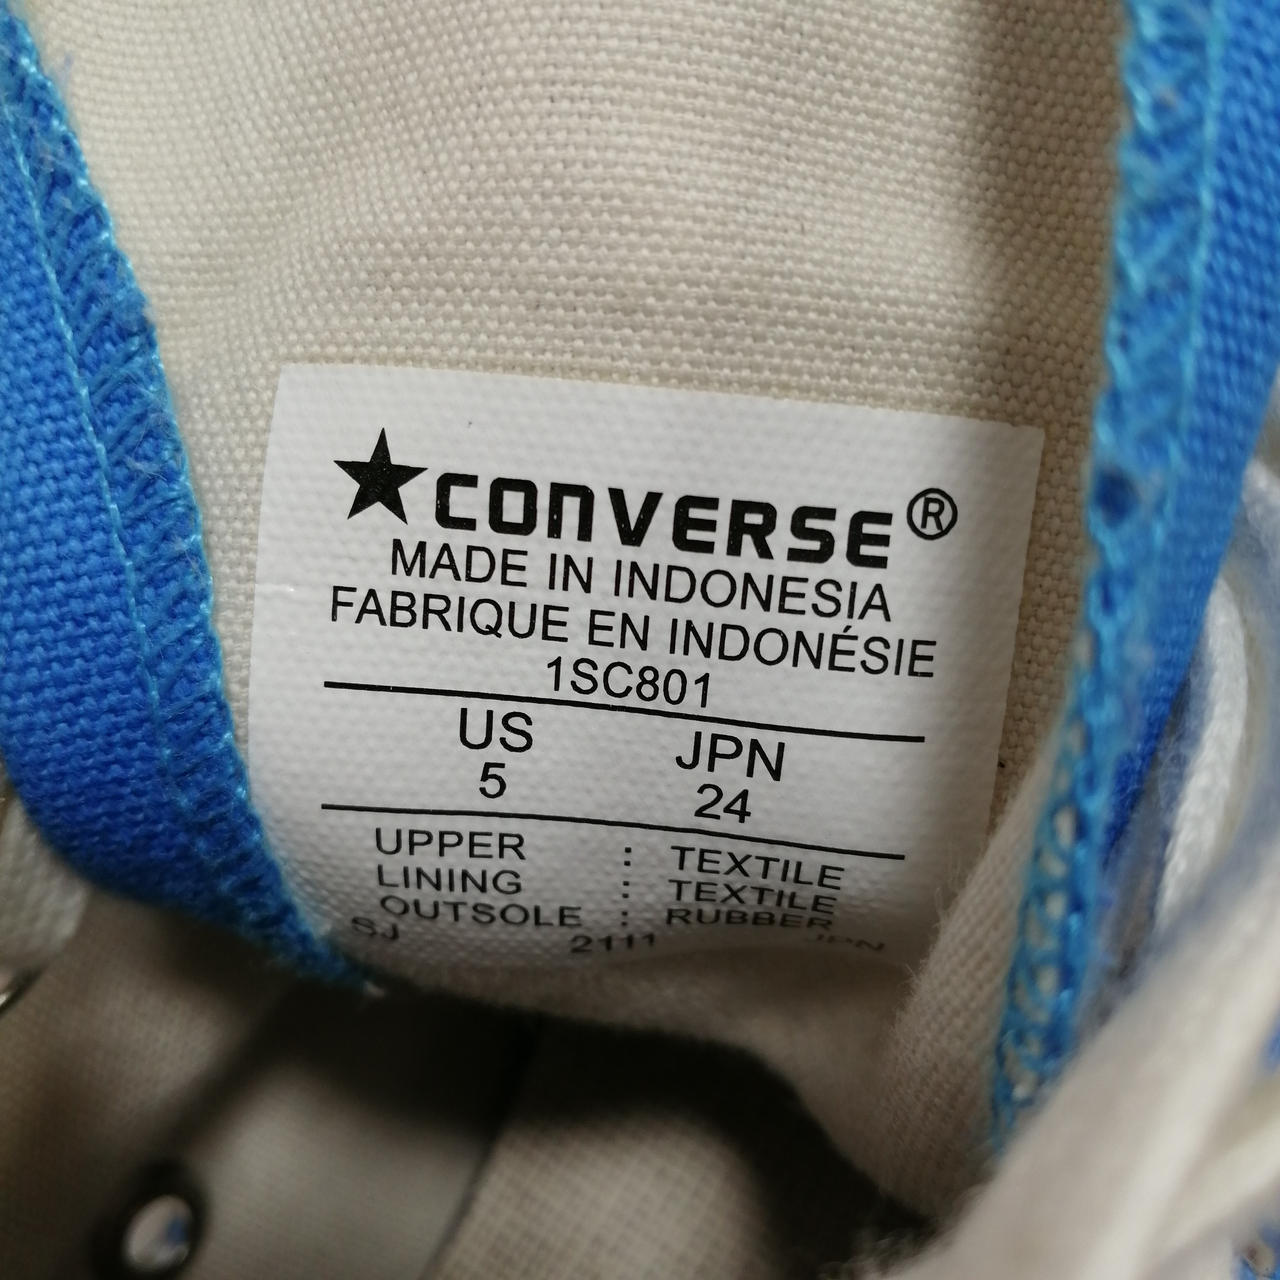 ★CONVERSE®
MADE IN INDONESIA
FABRIQUE EN INDONÉSIE
1SC801
US JPN
5 24
UPPER : TEXTILE
LINING : TEXTILE
OUTSOLE : RUBBER
SJ 2111 JPN